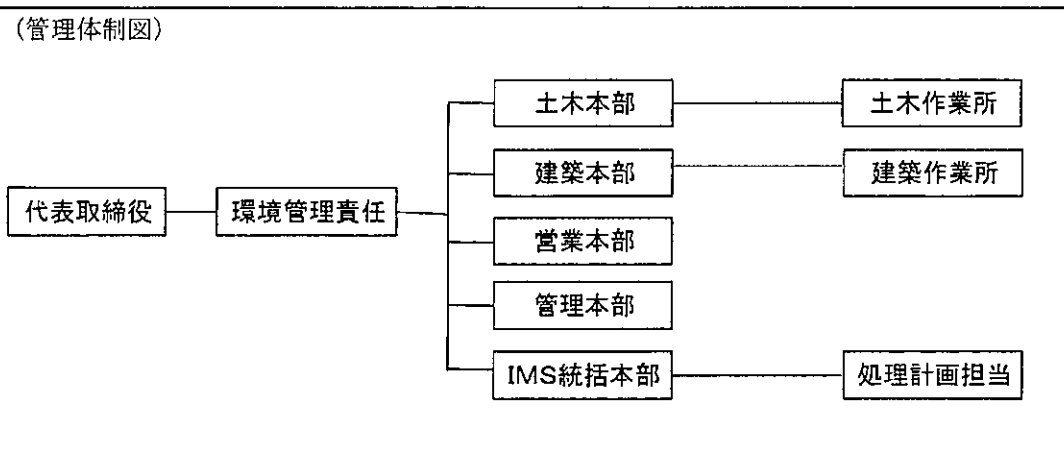 （管理体制図）
土木本部
土木作業所
建築本部
建築作業所
代表取締役
環境管理責任
営業本部
管理本部
IMS統括本部
処理計画担当